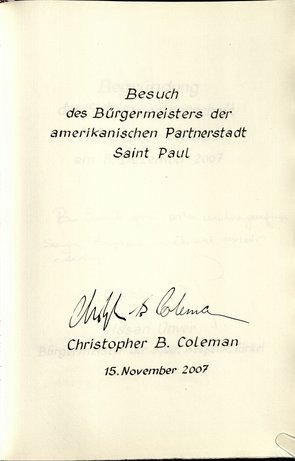 Besuch
des Bürgermeisters der
amerikanischen Partnerstadt
Saint Paul
Christopher B. Coleman
15. November 2007